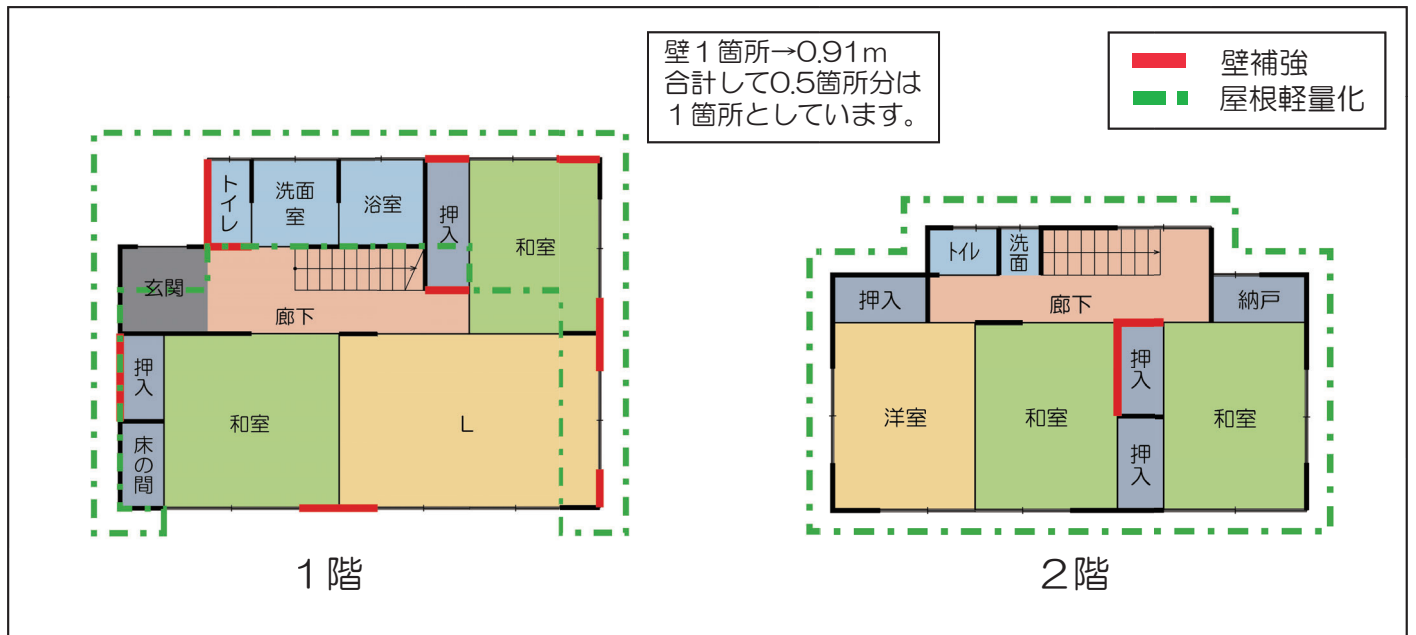 壁1箇所→0.91m
合計して0.5箇所分は
1箇所としています。
壁補強
屋根軽量化
トイレ
洗面室
浴室
押入
和室
玄関
廊下
押入
床の間
和室
L
1階
トイレ
洗面
押入
廊下
納戸
洋室
和室
押入
押入
和室
2階